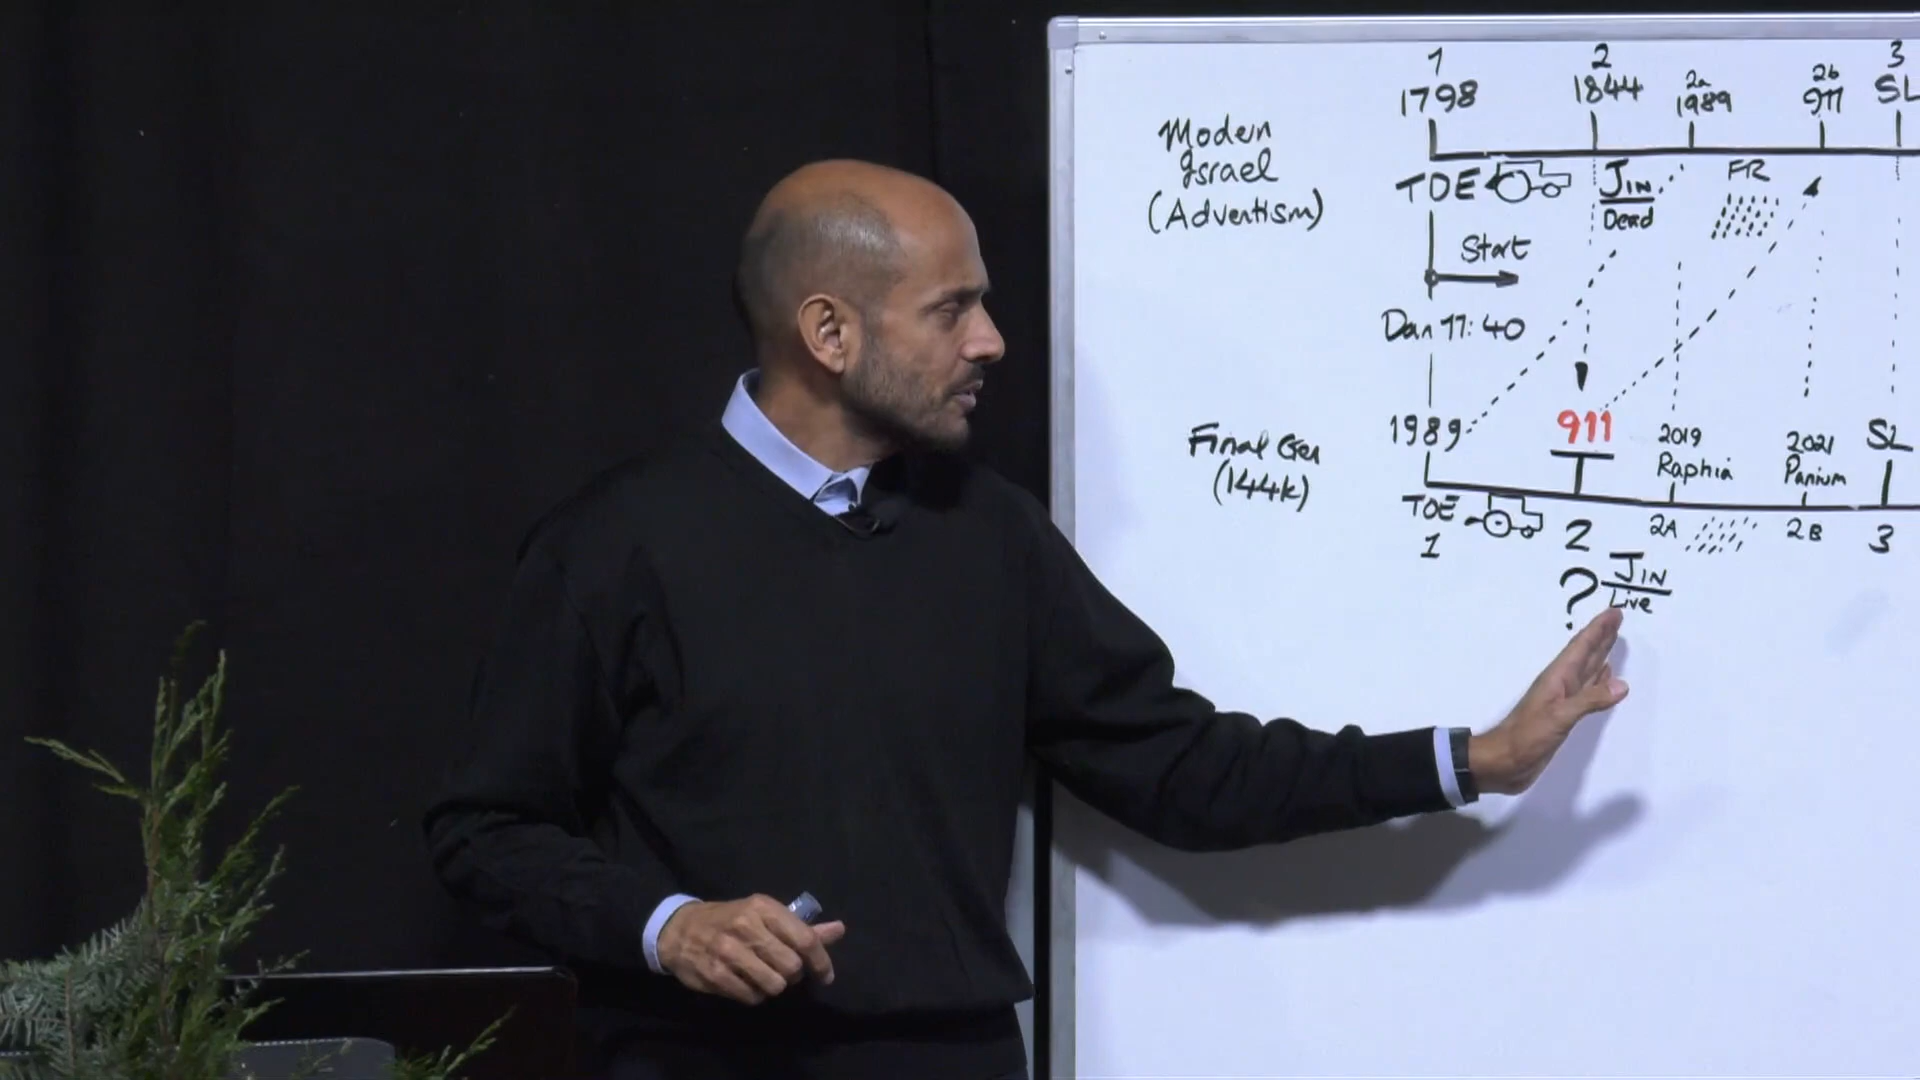 1 2 2a 2b 3
1798 1844 1989 911 SL
Modern
Israel
(Adventism)
TOE JIN FR
Dead
Start
Dan 11:40
Final Gen
(144k)
1989 911 2019 2021 SL
Raphia Panium
TOE 2 2A 2B 3
1
? JIN
Live